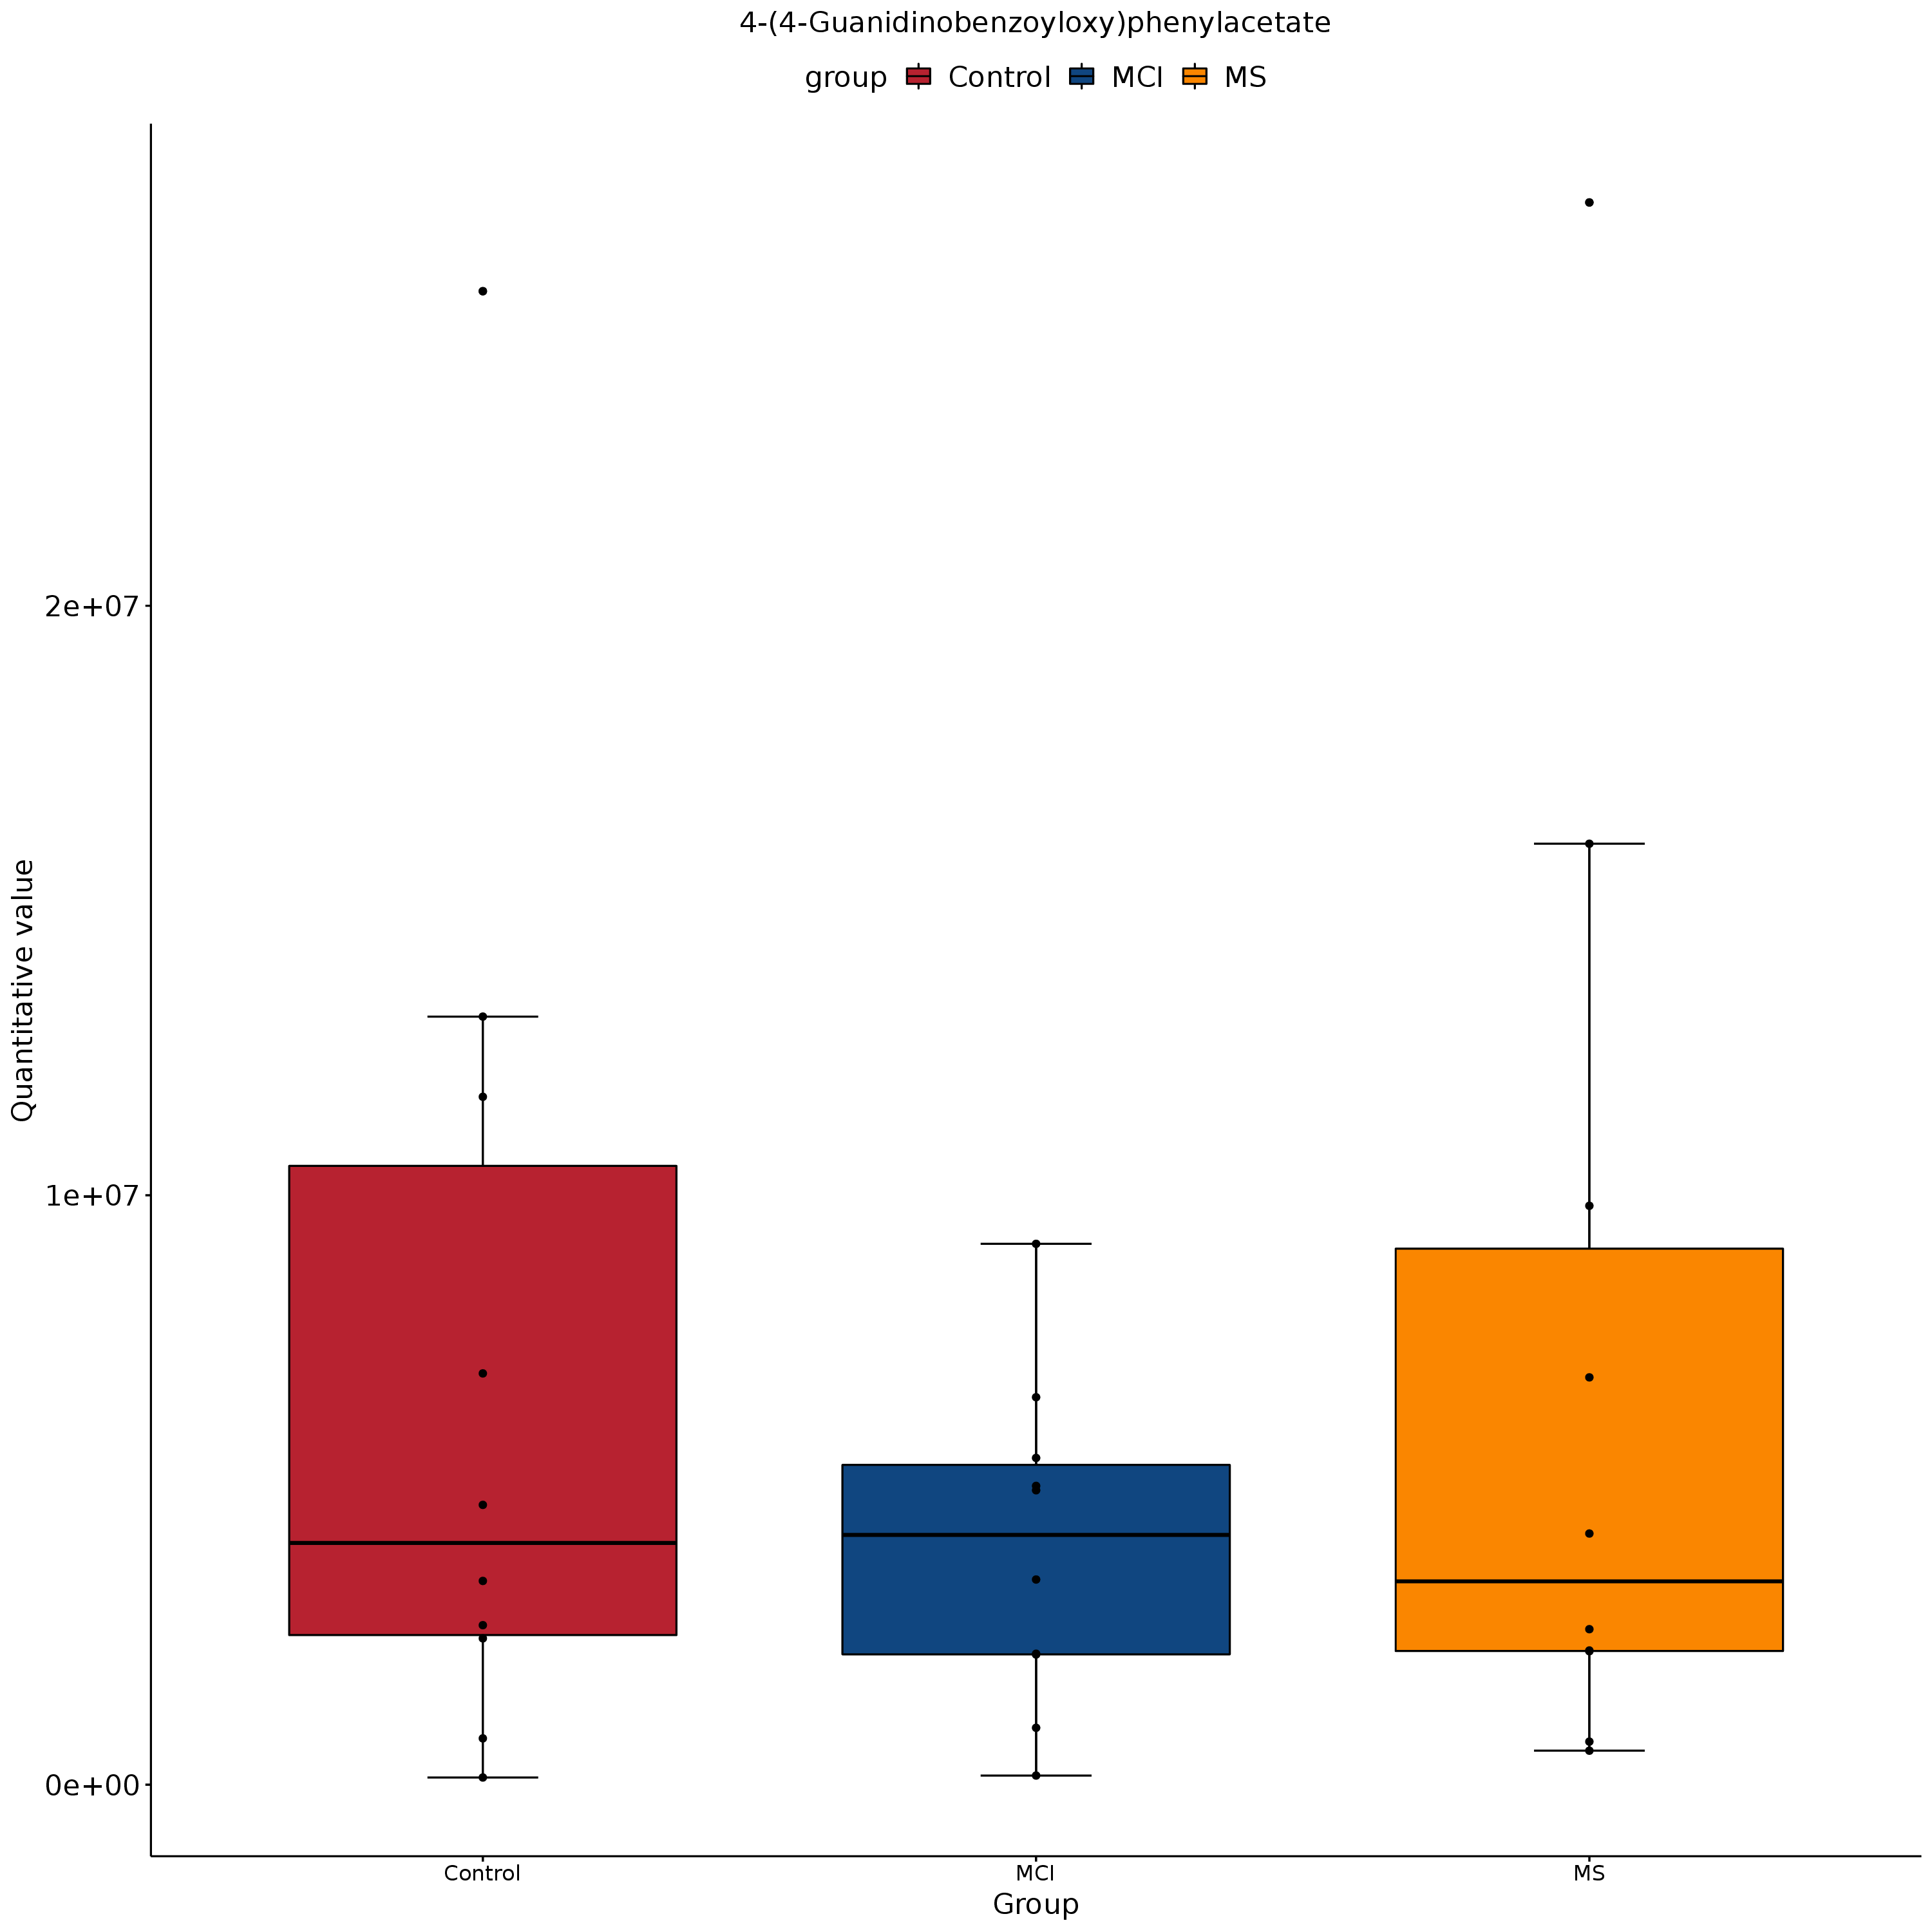 4-(4-Guanidinobenzoyloxy)phenylacetate
group Control MCI MS
Quantitative value
2e+07
1e+07
0e+00
Control MCI MS
Group